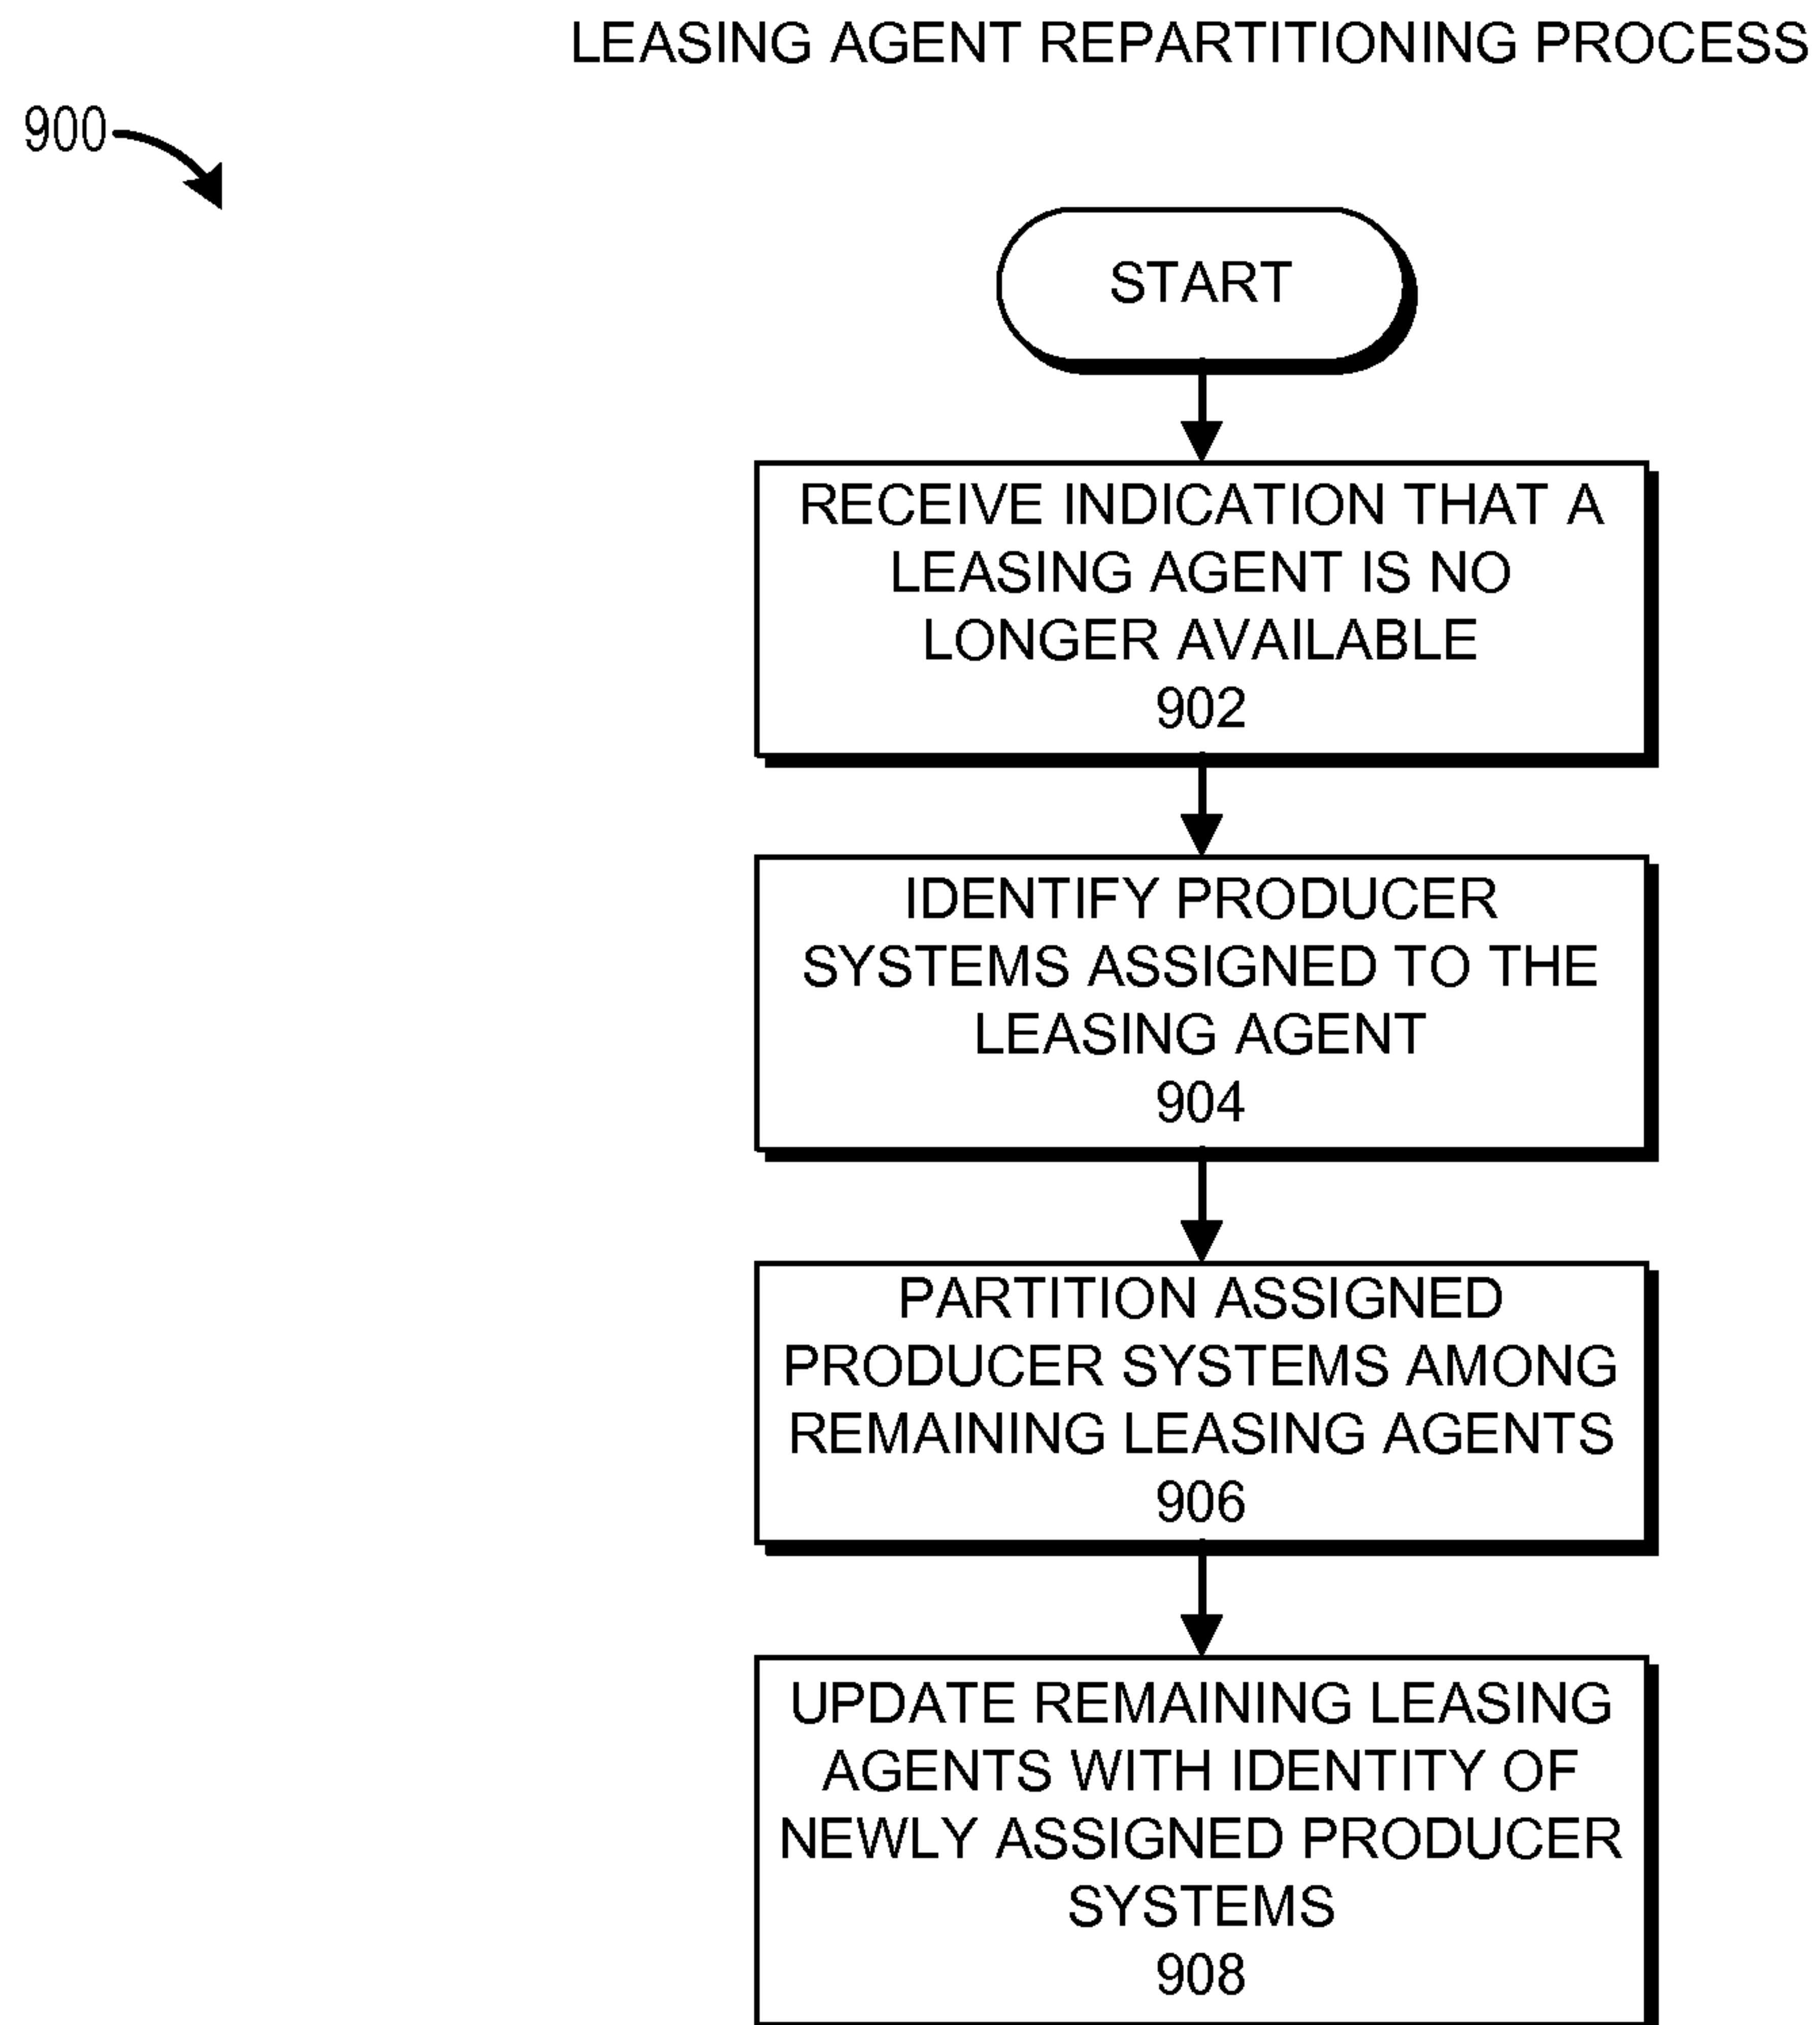 LEASING AGENT REPARTITIONING PROCESS
900
START
RECEIVE INDICATION THAT A
LEASING AGENT IS NO
LONGER AVAILABLE
902
IDENTIFY PRODUCER
SYSTEMS ASSIGNED TO THE
LEASING AGENT
904
PARTITION ASSIGNED
PRODUCER SYSTEMS AMONG
REMAINING LEASING AGENTS
906
UPDATE REMAINING LEASING
AGENTS WITH IDENTITY OF
NEWLY ASSIGNED PRODUCER
SYSTEMS
908